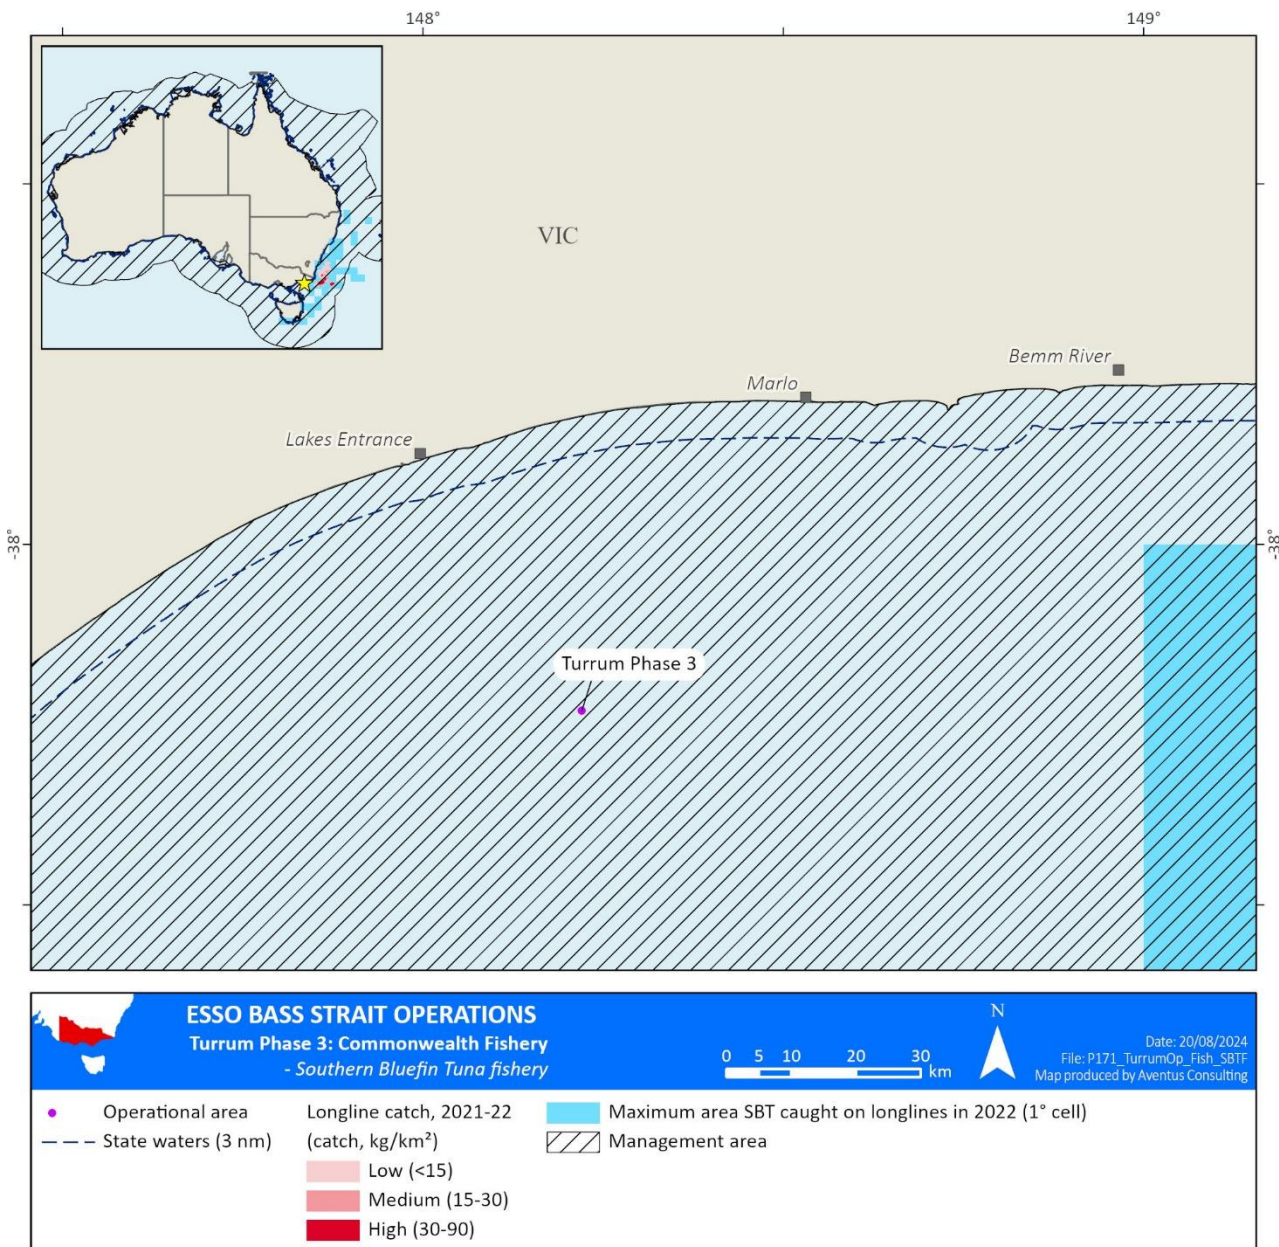 148°
149°
VIC
Bemm River
Marlo
Lakes Entrance
-38°
-38°
Turrum Phase 3
ESSO BASS STRAIT OPERATIONS
Turrum Phase 3: Commonwealth Fishery
- Southern Bluefin Tuna fishery
0 5 10 20 30
km
N
Date: 20/08/2024
File: P171_TurrumOp_Fish_SBTF
Map produced by Aventus Consulting
Operational area
State waters (3 nm)
Longline catch, 2021-22
(catch, kg/km²)
Low (<15)
Medium (15-30)
High (30-90)
Maximum area SBT caught on longlines in 2022 (1° cell)
Management area